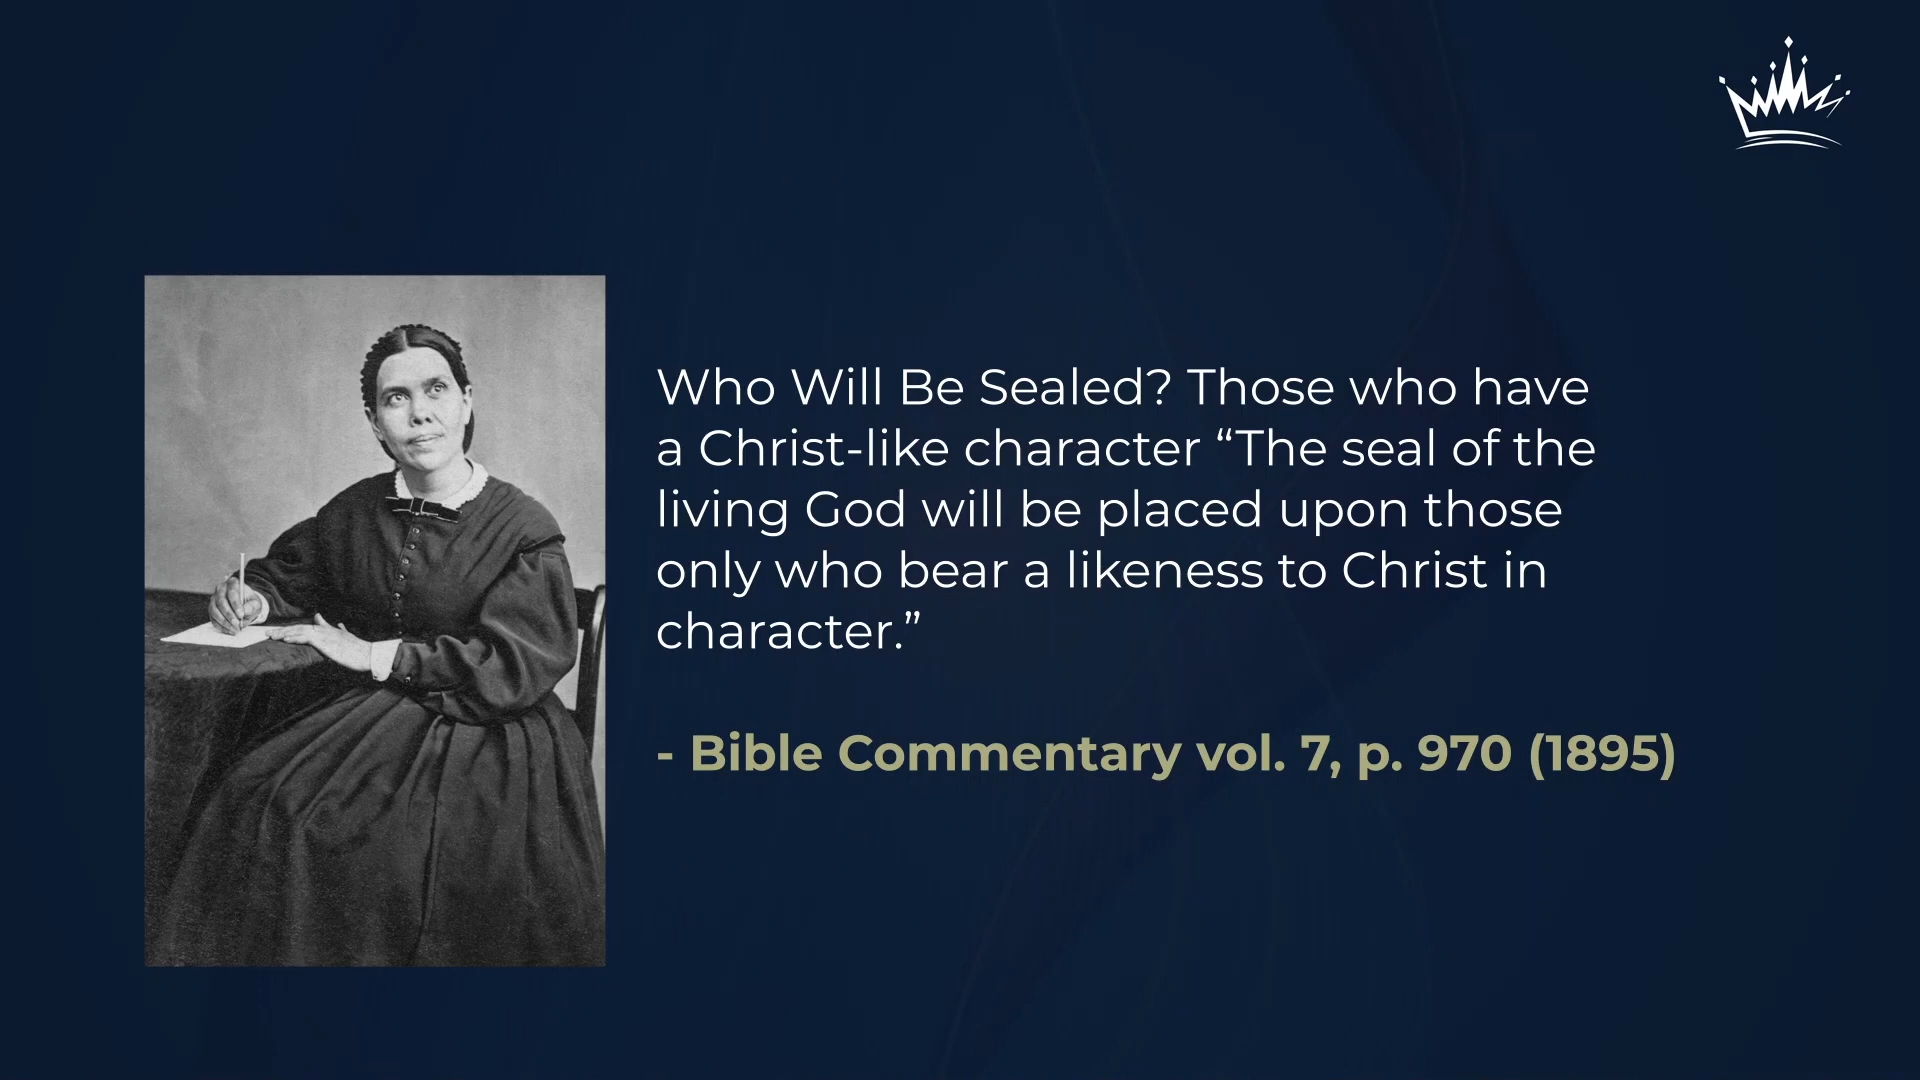 Who Will Be Sealed? Those who have
a Christ-like character “The seal of the
living God will be placed upon those
only who bear a likeness to Christ in
character.”
- Bible Commentary vol. 7, p. 970 (1895)